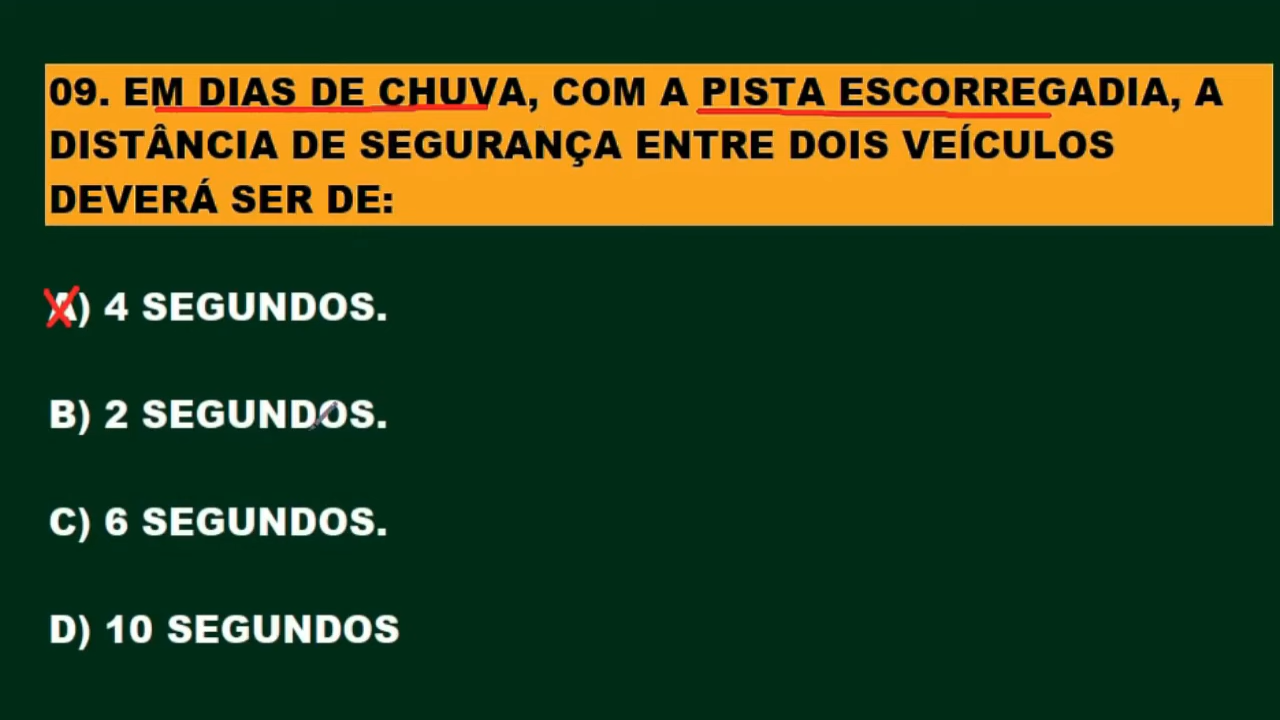 09. EM DIAS DE CHUVA, COM A PISTA ESCORREGADIA, A
DISTÂNCIA DE SEGURANÇA ENTRE DOIS VEÍCULOS
DEVERÁ SER DE:
A) 4 SEGUNDOS.
B) 2 SEGUNDOS.
C) 6 SEGUNDOS.
D) 10 SEGUNDOS